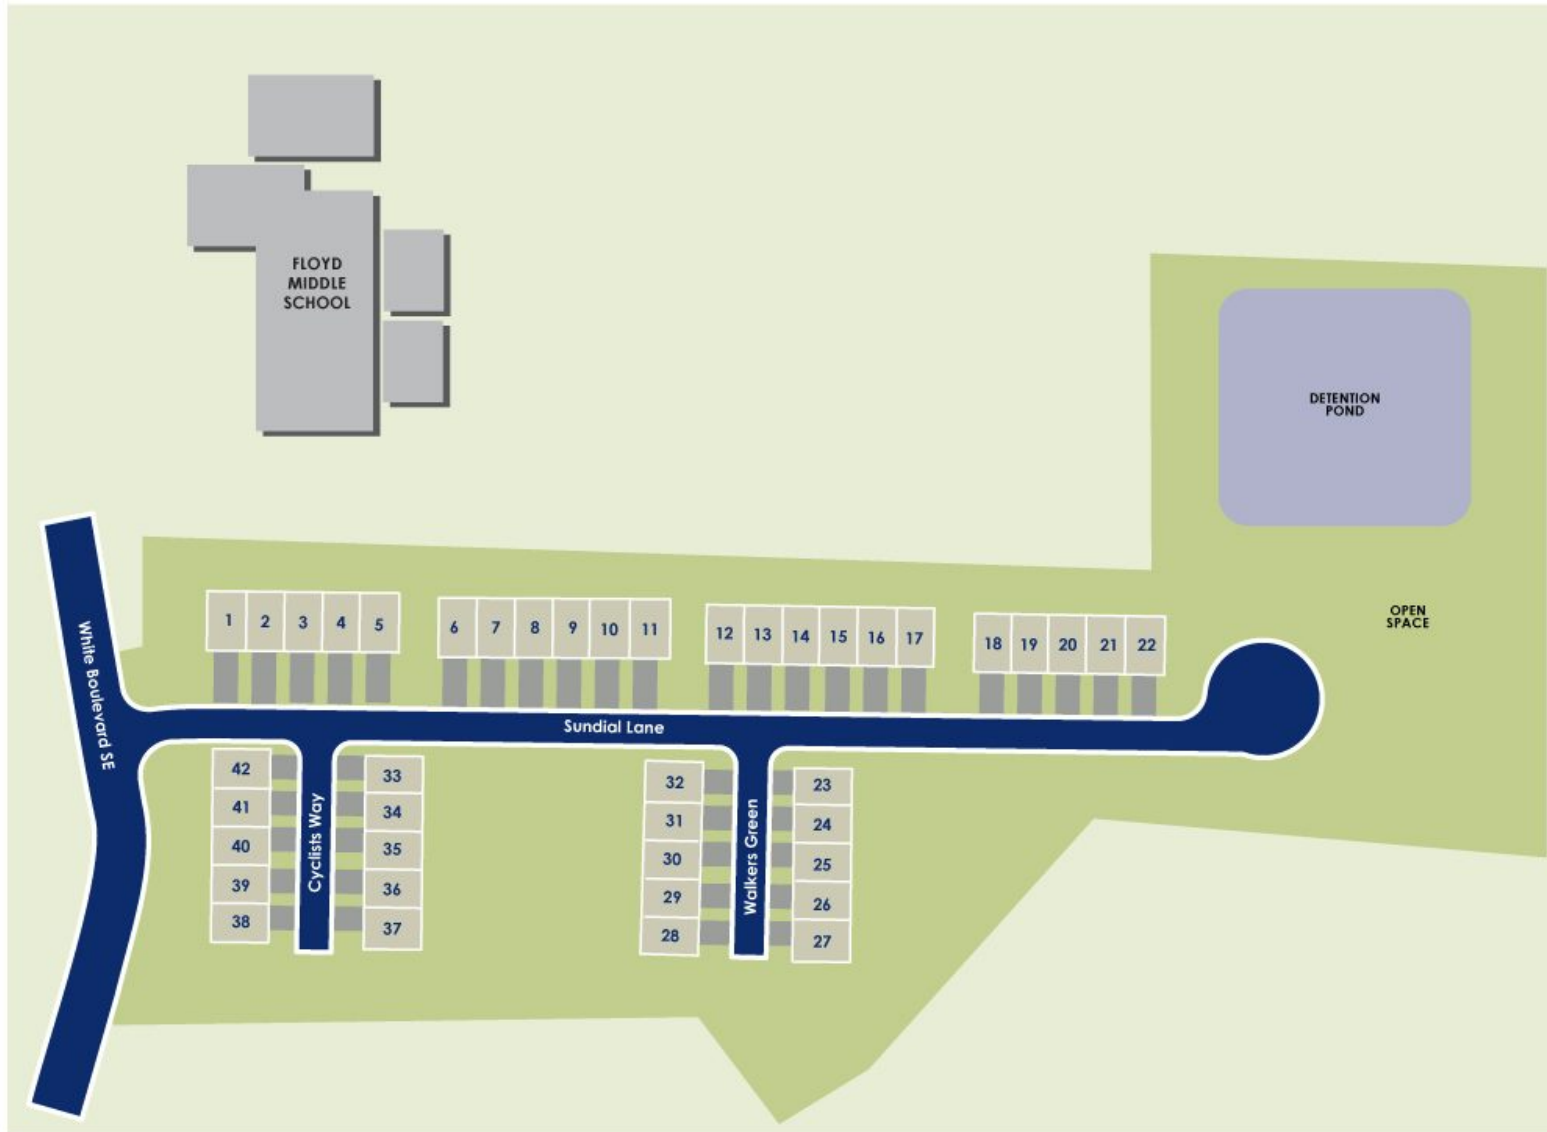 FLOYD
MIDDLE
SCHOOL
DETENTION
POND
OPEN
SPACE
White Boulevard SE
1 2 3 4 5
6 7 8 9 10 11
12 13 14 15 16 17
18 19 20 21 22
Sundial Lane
42
41
40
39
38
Cyclists Way
33
34
35
36
37
32
31
30
29
28
Walkers Green
23
24
25
26
27